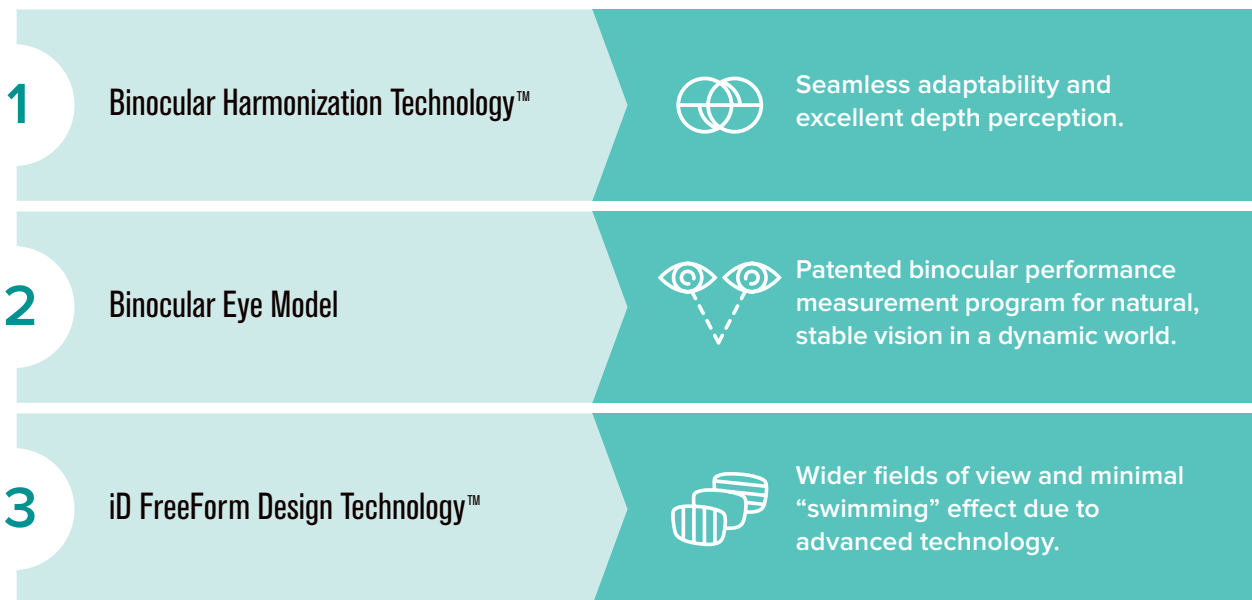 1
Binocular Harmonization Technology™
Seamless adaptability and
excellent depth perception.
2
Binocular Eye Model
Patented binocular performance
measurement program for natural,
stable vision in a dynamic world.
3
iD FreeForm Design Technology™
Wider fields of view and minimal
“swimming” effect due to
advanced technology.